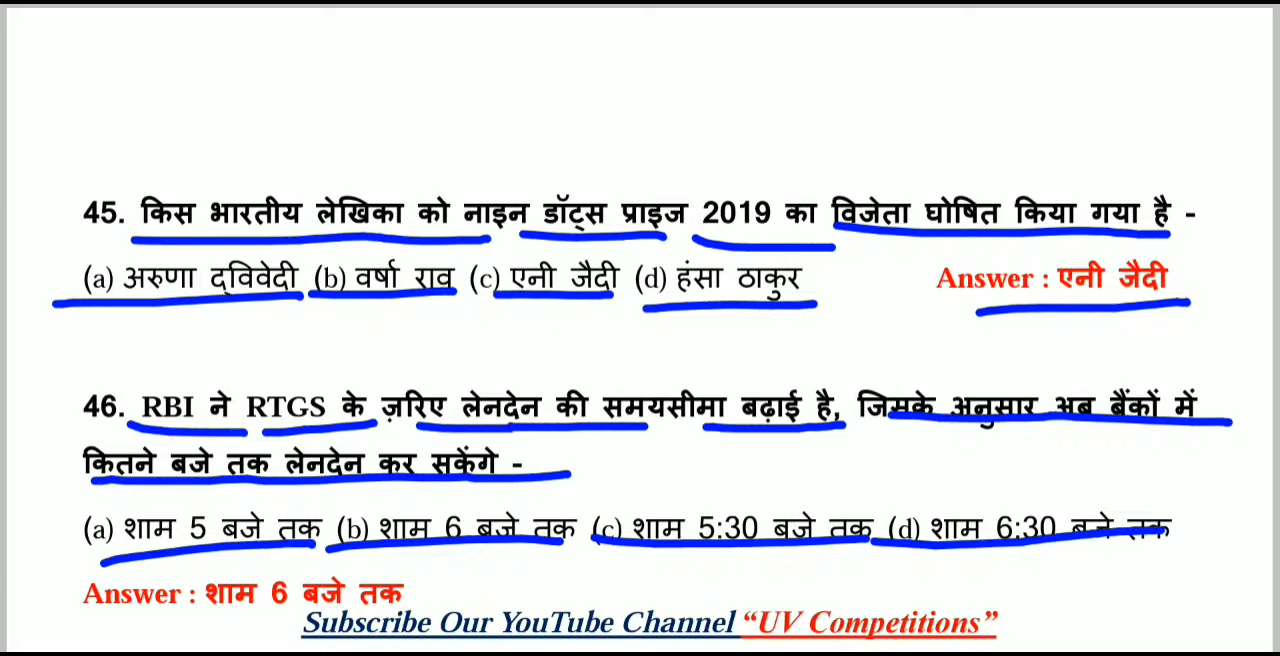 45. किस भारतीय लेखिका को नाइन डॉट्स प्राइज 2019 का विजेता घोषित किया गया है -
(a) अरुणा द्विवेदी (b) वर्षा राव (c) एनी जैदी (d) हंसा ठाकुर Answer : एनी जैदी
46. RBI ने RTGS के ज़रिए लेनदेन की समयसीमा बढ़ाई है, जिसके अनुसार अब बैंकों में
कितने बजे तक लेनदेन कर सकेंगे -
(a) शाम 5 बजे तक (b) शाम 6 बजे तक (c) शाम 5:30 बजे तक (d) शाम 6:30 बजे तक
Answer : शाम 6 बजे तक
Subscribe Our YouTube Channel “UV Competitions”